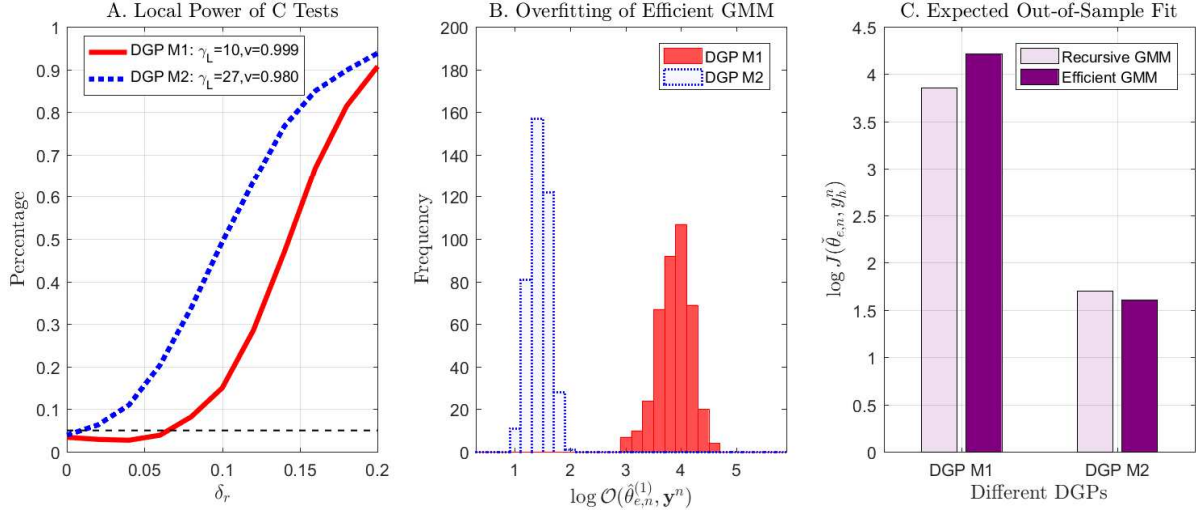 A. Local Power of C Tests
1
0.9
0.8
0.7
0.6
0.5
0.4
0.3
0.2
0.1
0
Percentage
DGP M1: γ_L=10,v=0.999
DGP M2: γ_L=27,v=0.980
0
0.05
0.1
0.15
0.2
δ_r
B. Overfitting of Efficient GMM
200
180
160
140
120
100
80
60
40
20
0
Frequency
DGP M1
DGP M2
1
2
3
4
5
log O(θ̂_{e,n}^{(1)}, y^n)
C. Expected Out-of-Sample Fit
4.5
4
3.5
3
2.5
2
1.5
1
0.5
0
log J(θ̌_{e,n}, y_h^n)
Recursive GMM
Efficient GMM
DGP M1
DGP M2
Different DGPs